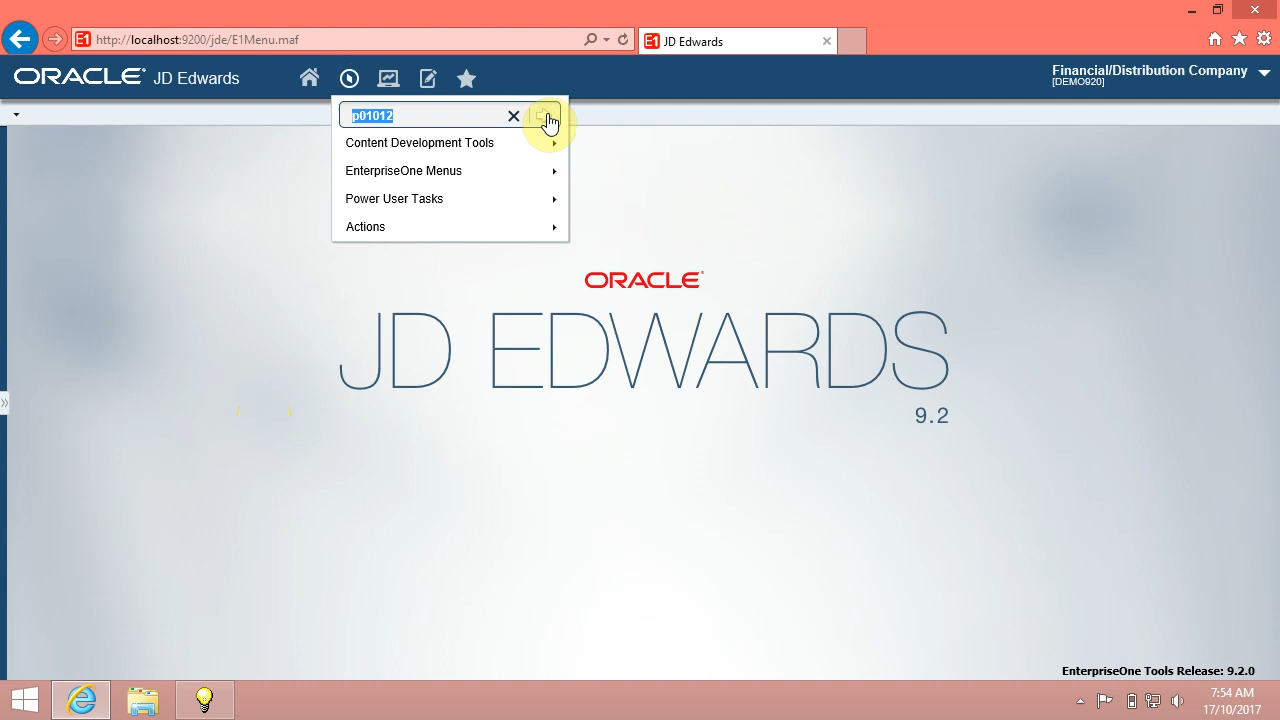 http://localhost:9200/jde/E1Menu.maf
E1 JD Edwards
ORACLE JD Edwards
Financial/Distribution Company
[DEMO920]
p01012
Content Development Tools
EnterpriseOne Menus
Power User Tasks
Actions
ORACLE
JD EDWARDS
9.2
EnterpriseOne Tools Release: 9.2.0
7:54 AM
17/10/2017